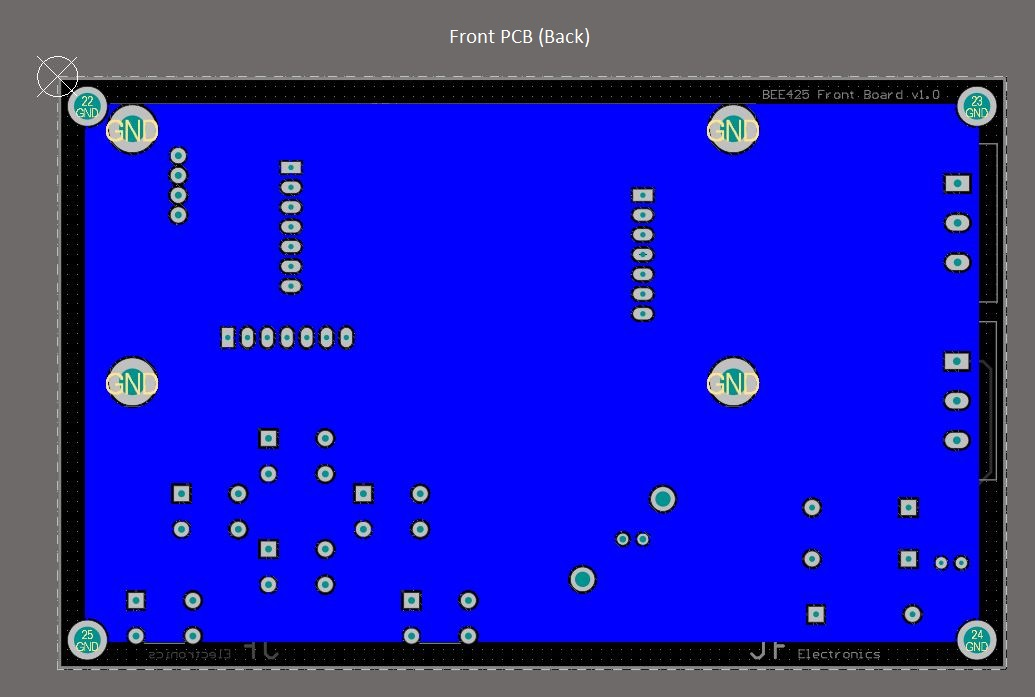 Front PCB (Back)
BEE425 Front Board v1.0
22
GND
23
GND
GND
GND
GND
GND
25
GND
24
GND
Electronics
JF Electronics